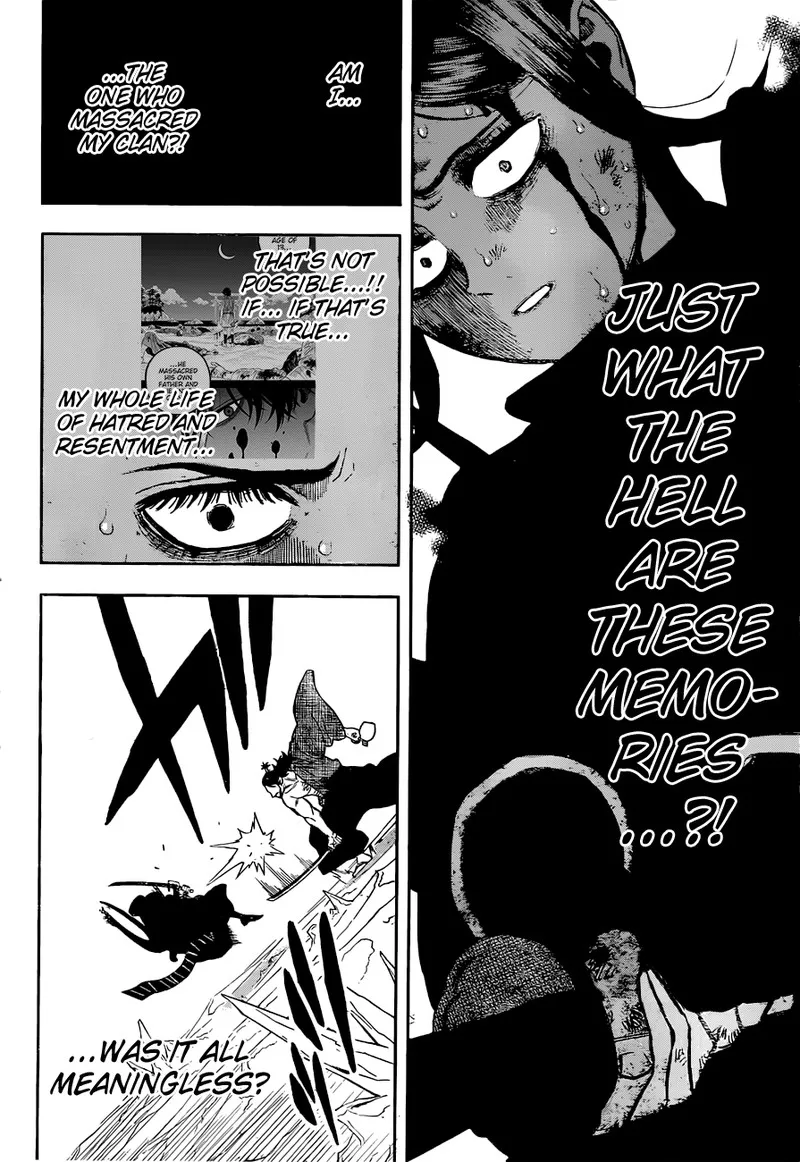 JUST
WHAT
THE
HELL
ARE
THESE
MEMO-
RIES
...?!
AM
I...
...THE
ONE WHO
MASSACRED
MY CLAN?!
AGE OF
13...
THAT'S NOT
POSSIBLE...!!
IF... IF THAT'S
TRUE...
...HE
MASSACRED
HIS OWN
FATHER AND
MY WHOLE LIFE
OF HATRED AND
RESENTMENT...
...WAS IT ALL
MEANINGLESS?